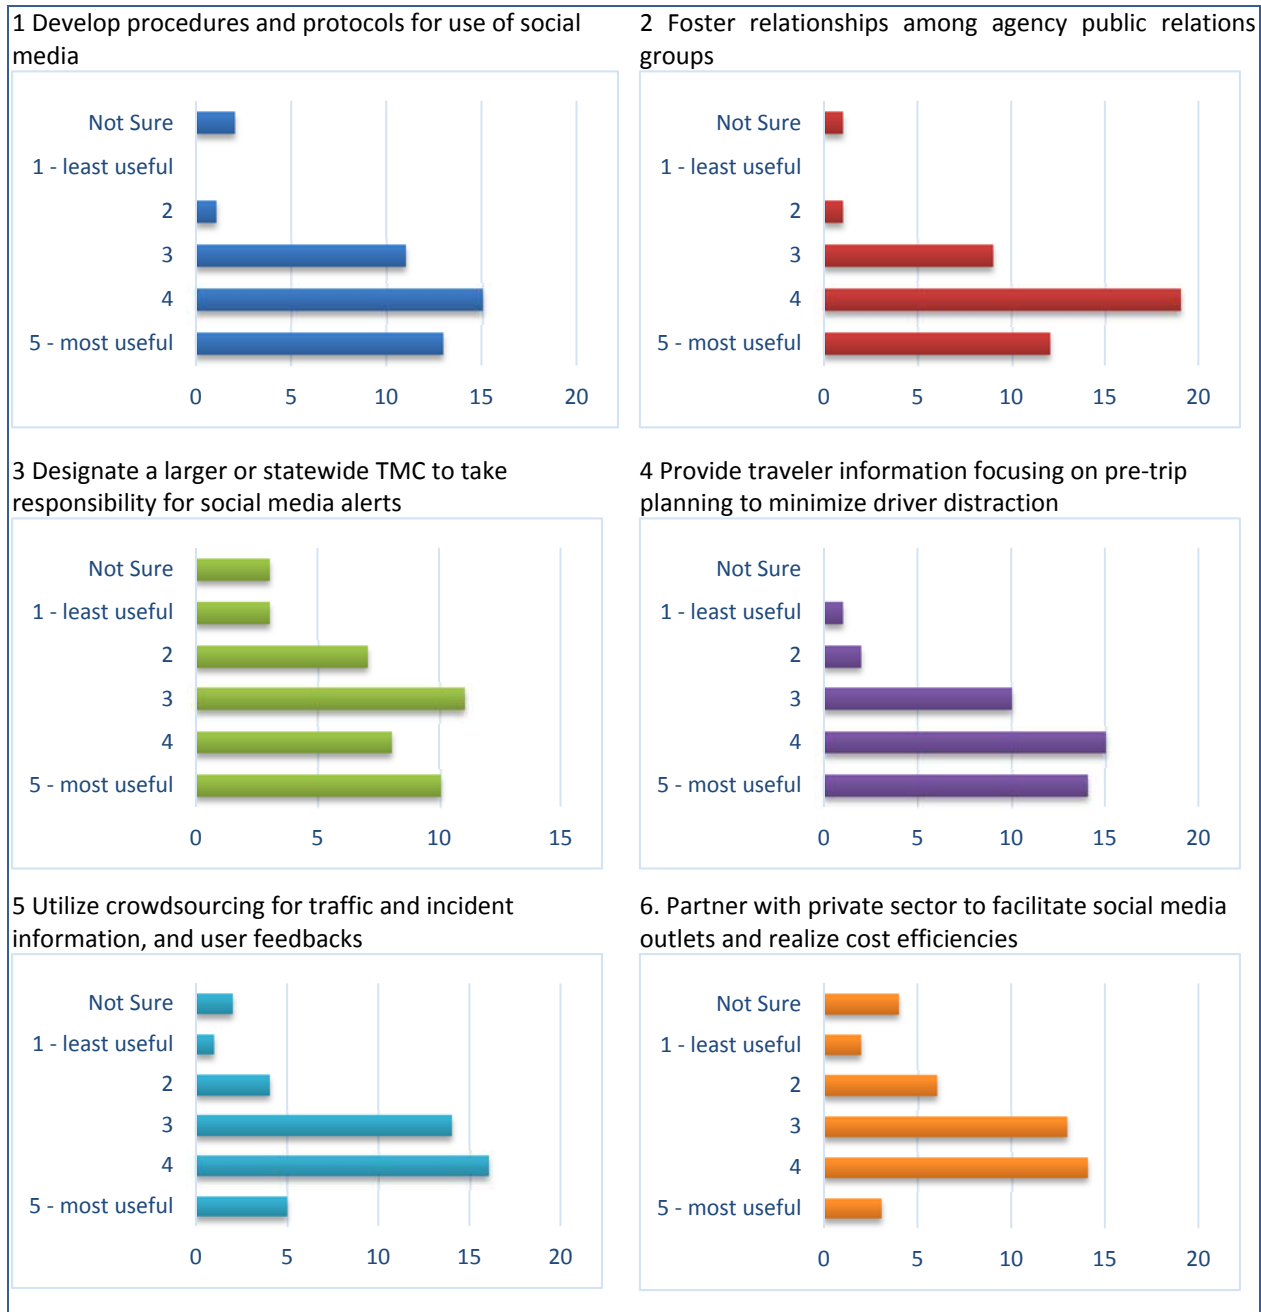 1 Develop procedures and protocols for use of social
media
Not Sure
1 - least useful
2
3
4
5 - most useful
0 5 10 15 20
2 Foster relationships among agency public relations
groups
Not Sure
1 - least useful
2
3
4
5 - most useful
0 5 10 15 20
3 Designate a larger or statewide TMC to take
responsibility for social media alerts
Not Sure
1 - least useful
2
3
4
5 - most useful
0 5 10 15
4 Provide traveler information focusing on pre-trip
planning to minimize driver distraction
Not Sure
1 - least useful
2
3
4
5 - most useful
0 5 10 15 20
5 Utilize crowdsourcing for traffic and incident
information, and user feedbacks
Not Sure
1 - least useful
2
3
4
5 - most useful
0 5 10 15 20
6. Partner with private sector to facilitate social media
outlets and realize cost efficiencies
Not Sure
1 - least useful
2
3
4
5 - most useful
0 5 10 15 20